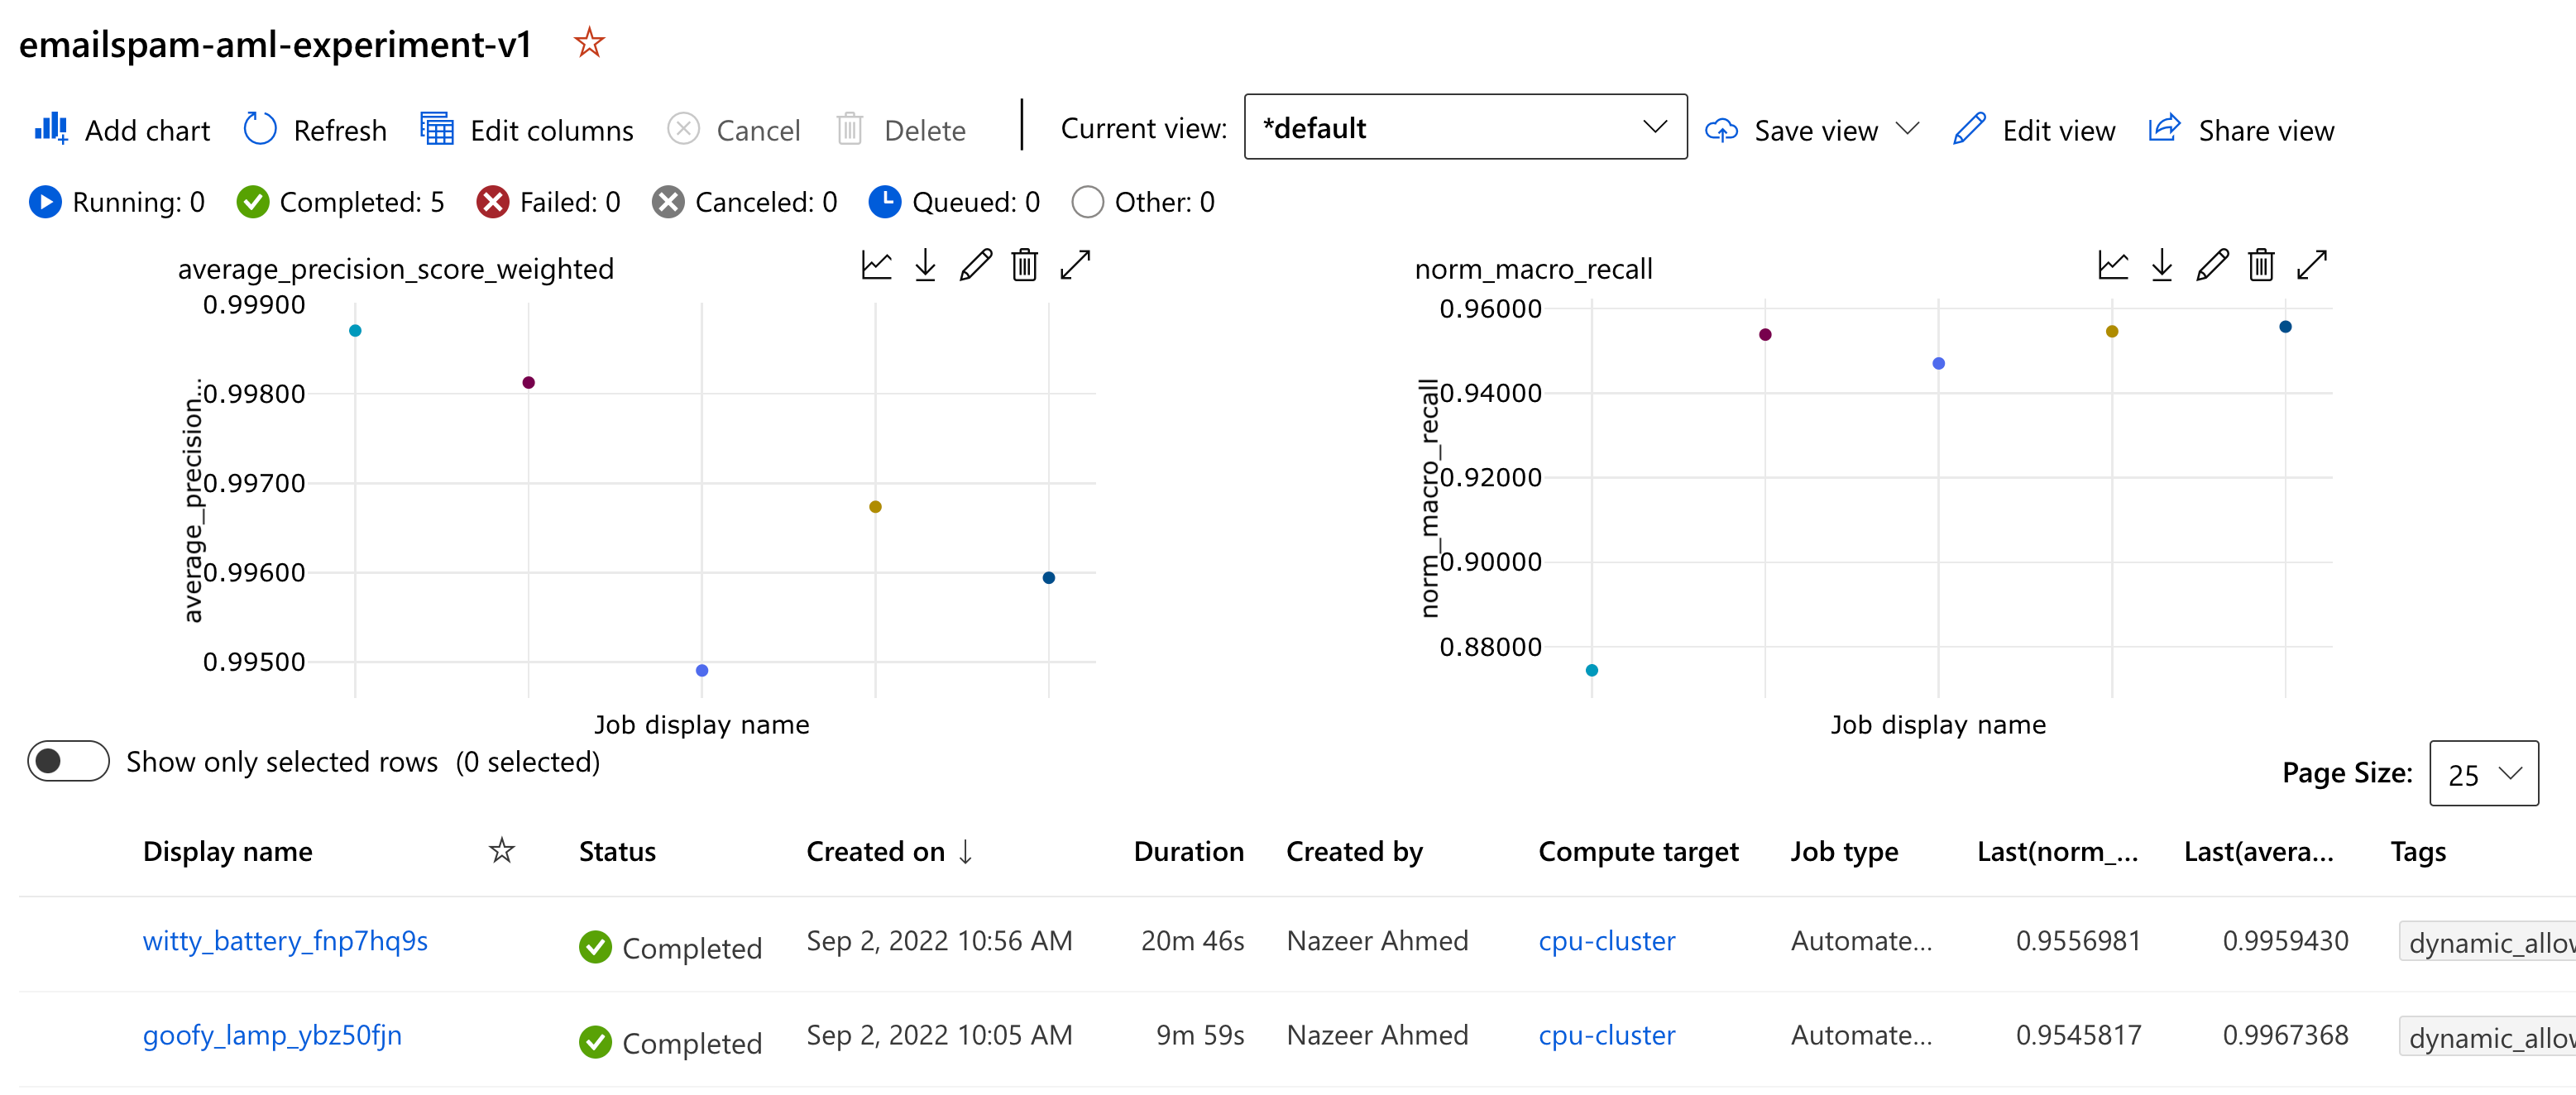 emailspam-aml-experiment-v1
Add chart Refresh Edit columns Cancel Delete Current view: *default Save view Edit view Share view
Running: 0 Completed: 5 Failed: 0 Canceled: 0 Queued: 0 Other: 0
average_precision_score_weighted
0.99900
0.99800
0.99700
0.99600
0.99500
average_precision...
Job display name
norm_macro_recall
0.96000
0.94000
0.92000
0.90000
0.88000
norm_macro_recall
Job display name
Show only selected rows (0 selected)
Page Size: 25
Display name Status Created on ↓ Duration Created by Compute target Job type Last(norm_... Last(avera... Tags
witty_battery_fnp7hq9s Completed Sep 2, 2022 10:56 AM 20m 46s Nazeer Ahmed cpu-cluster Automate... 0.9556981 0.9959430 dynamic_allow
goofy_lamp_ybz50fjn Completed Sep 2, 2022 10:05 AM 9m 59s Nazeer Ahmed cpu-cluster Automate... 0.9545817 0.9967368 dynamic_allow